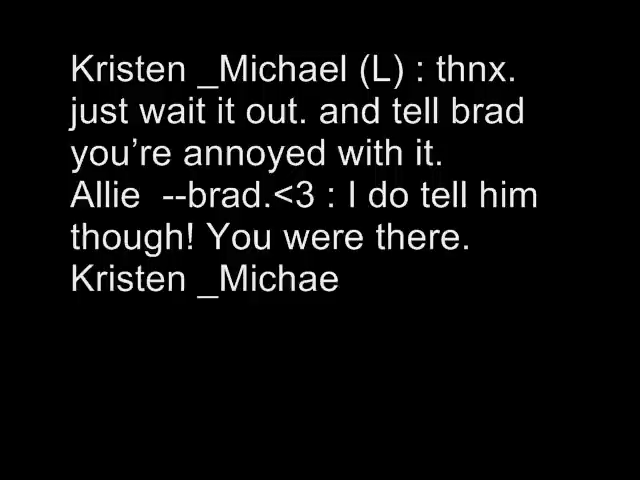 Kristen _Michael (L) : thnx.
just wait it out. and tell brad
you’re annoyed with it.
Allie  --brad.<3 : I do tell him
though! You were there.
Kristen _Michae